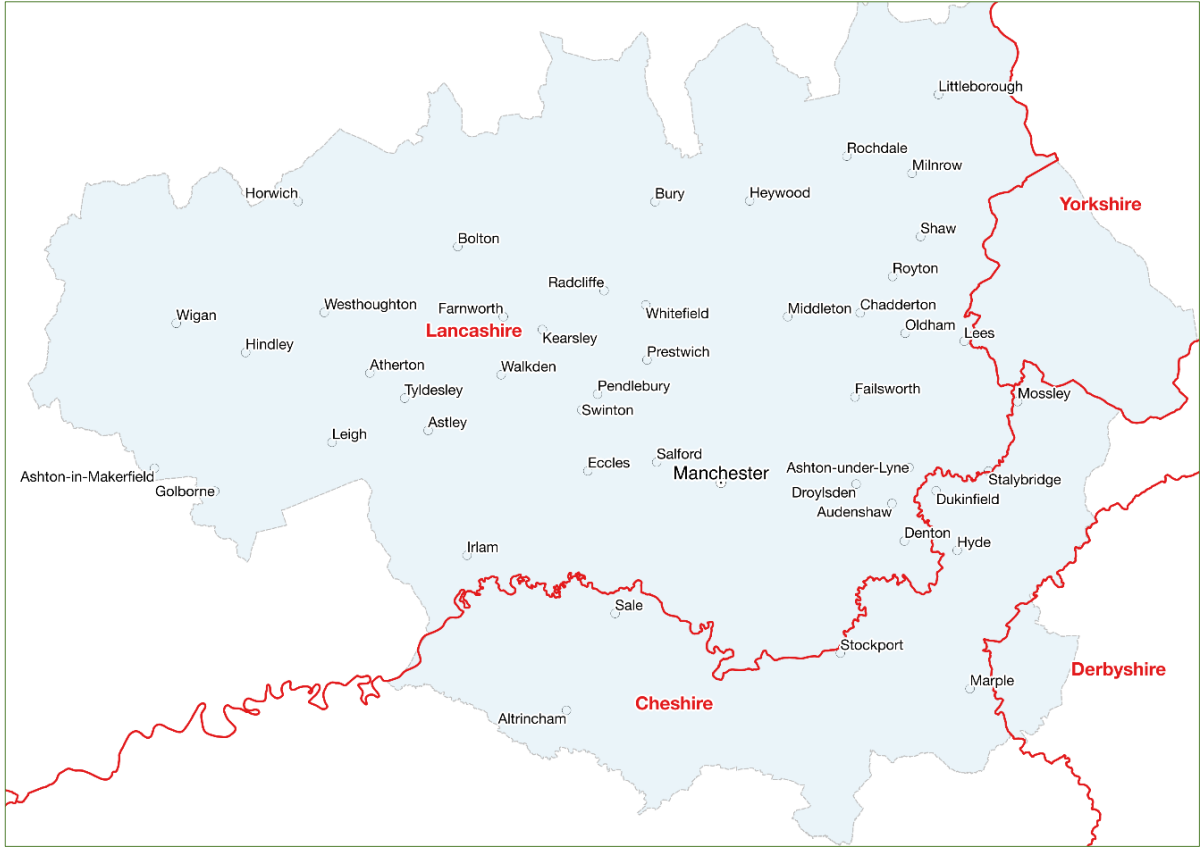 Littleborough
Rochdale
Milnrow
Horwich
Bury
Heywood
Yorkshire
Shaw
Bolton
Royton
Radcliffe
Westhoughton
Farnworth
Whitefield
Middleton
Chadderton
Wigan
Lancashire
Oldham
Lees
Kearsley
Hindley
Prestwich
Atherton
Walkden
Tyldesley
Pendlebury
Failsworth
Mossley
Swinton
Astley
Leigh
Salford
Eccles
Manchester
Ashton-under-Lyne
Ashton-in-Makerfield
Stalybridge
Golborne
Droylsden
Dukinfield
Audenshaw
Denton
Hyde
Irlam
Sale
Stockport
Derbyshire
Marple
Cheshire
Altrincham